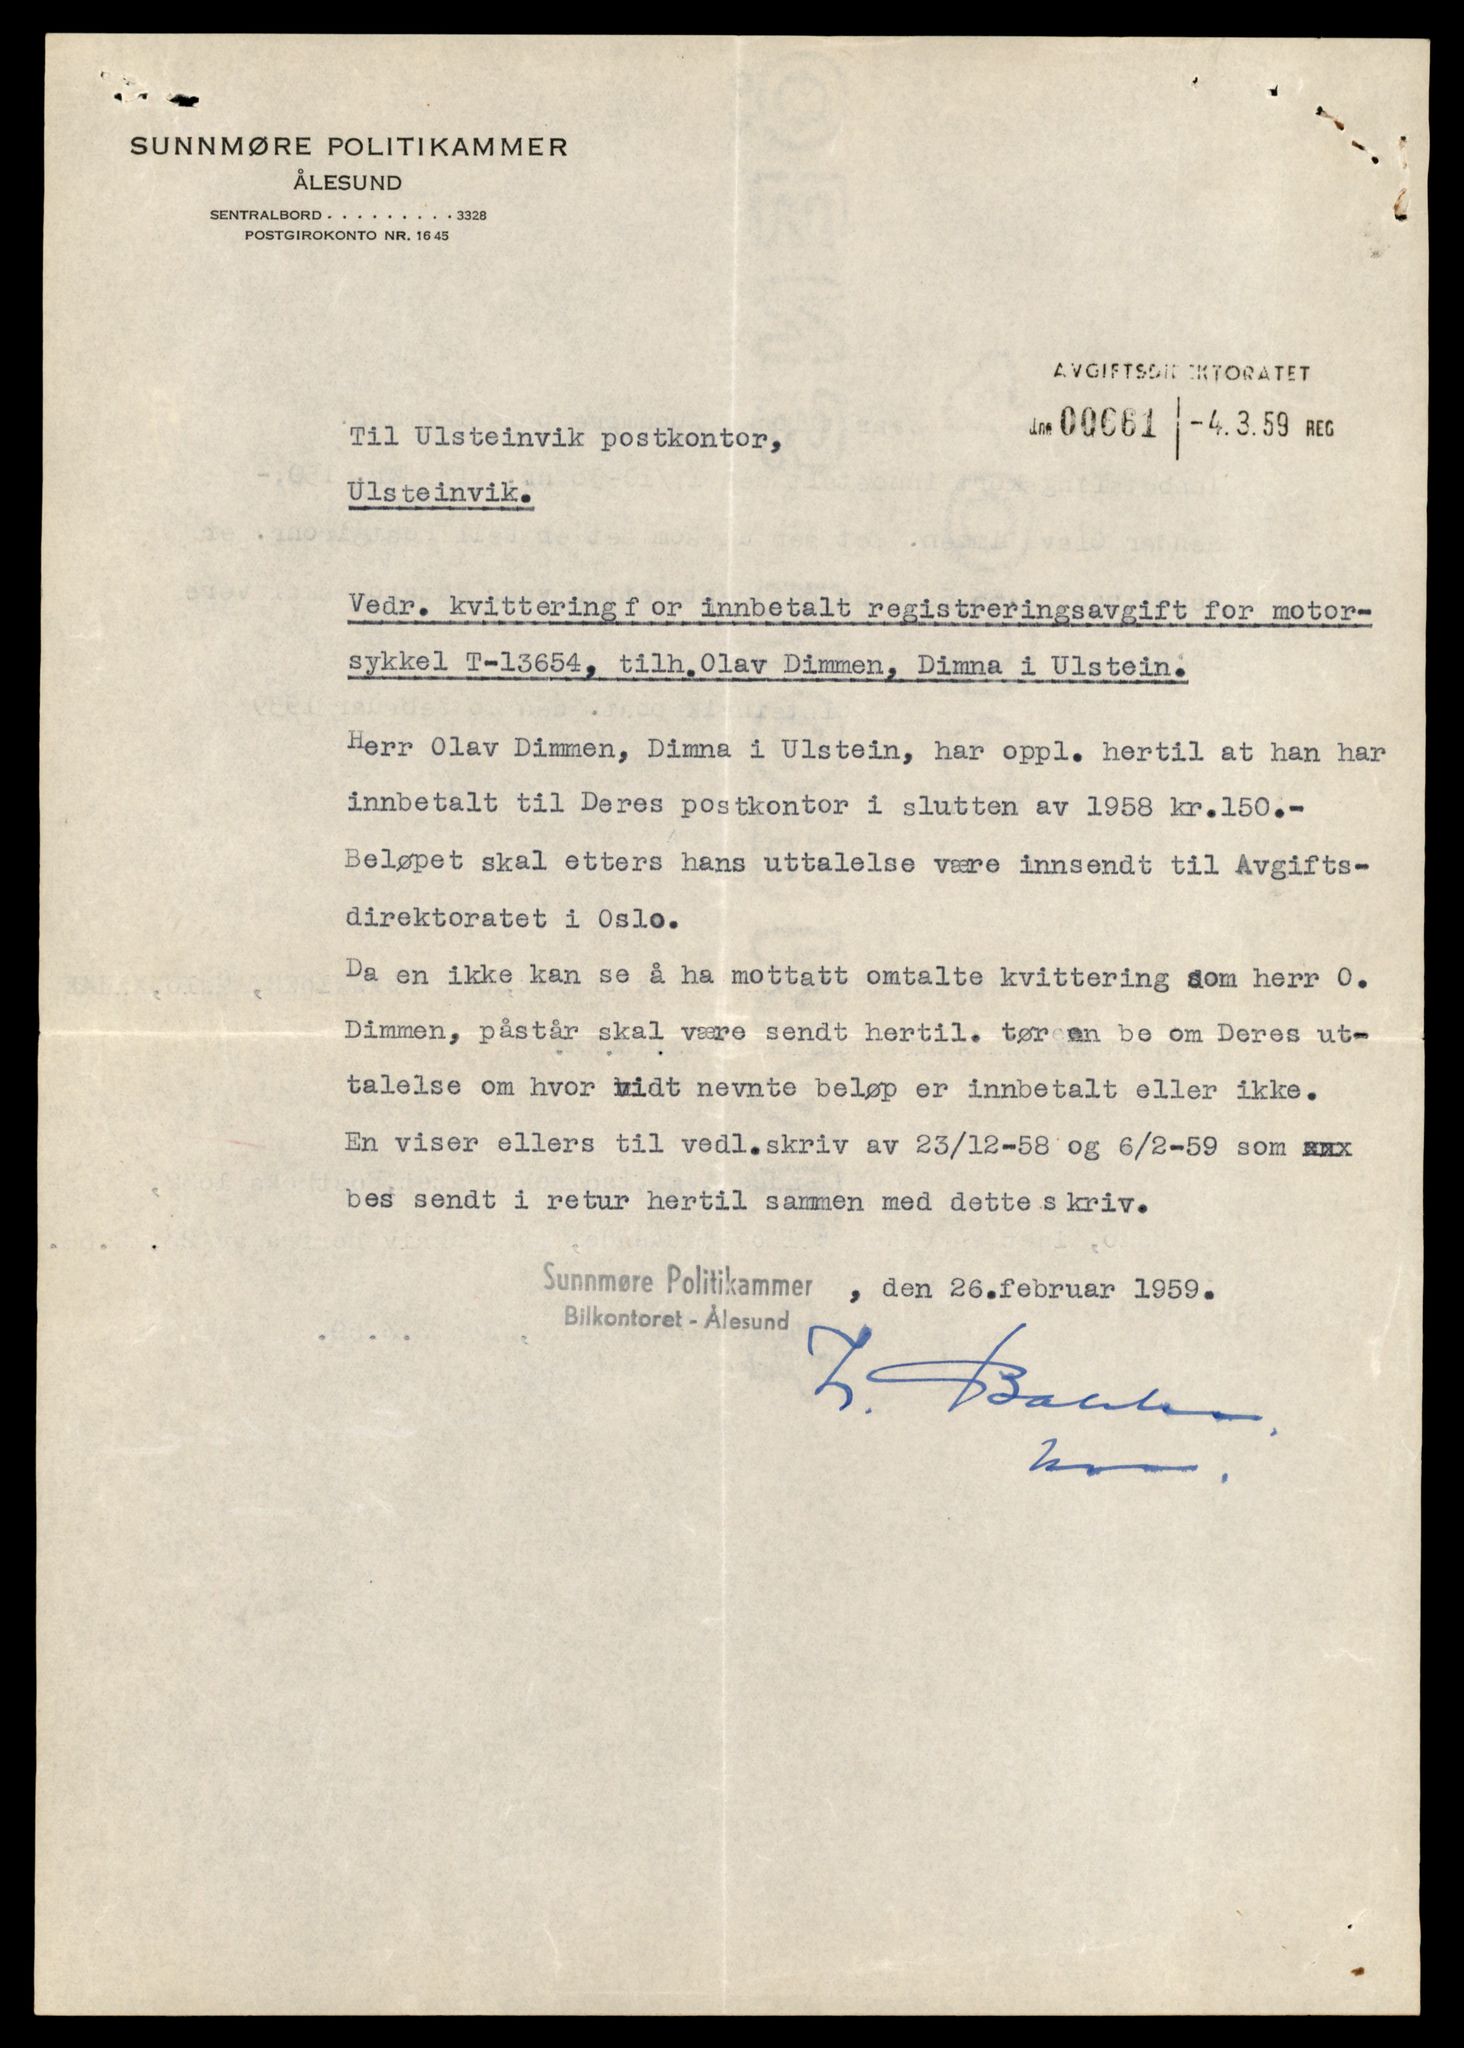 SUNNMØRE POLITIKAMMER
ÅLESUND
SENTRALBORD . . . . . . . . . 3328
POSTGIROKONTO NR. 1645
AVGIFTSDIREKTORATET
Jnr 00661 -4.3.59 REG
Til Ulsteinvik postkontor,
Ulsteinvik.
Vedr. kvitteringf or innbetalt registreringsavgift for motor-
sykkel T-13654, tilh.Olav Dimmen, Dimna i Ulstein.
Herr Olav Dimmen, Dimna i Ulstein, har oppl. hertil at han har
innbetalt til Deres postkontor i slutten av 1958 kr.150.-
Beløpet skal etters hans uttalelse være innsendt til Avgifts-
direktoratet i Oslo.
Da en ikke kan se å ha mottatt omtalte kvittering som herr O.
Dimmen, påstår skal være sendt hertil. tør en be om Deres ut-
talelse om hvor vidt nevnte beløp er innbetalt eller ikke.
En viser ellers til vedl.skriv av 23/12-58 og 6/2-59 som xxx
bes sendt i retur hertil sammen med dette s kriv.
Sunnmøre Politikammer , den 26.februar 1959.
Bilkontoret - Ålesund